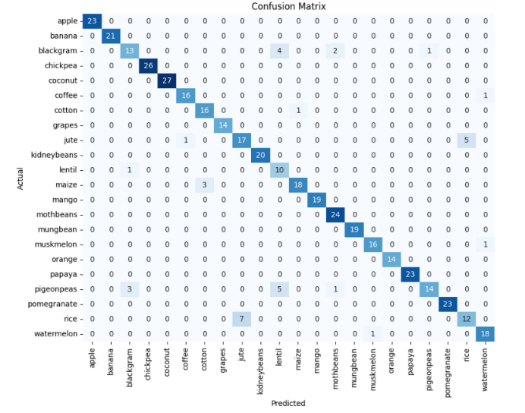 Confusion Matrix
apple 23 0 0 0 0 0 0 0 0 0 0 0 0 0 0 0 0 0 0 0 0 0
banana 0 21 0 0 0 0 0 0 0 0 0 0 0 0 0 0 0 0 0 0 0 0
blackgram 0 0 13 0 0 0 0 0 0 0 4 0 0 2 0 0 0 0 1 0 0 0
chickpea 0 0 0 26 0 0 0 0 0 0 0 0 0 0 0 0 0 0 0 0 0 0
coconut 0 0 0 0 27 0 0 0 0 0 0 0 0 0 0 0 0 0 0 0 0 0
coffee 0 0 0 0 0 16 0 0 0 0 0 0 0 0 0 0 0 0 0 0 0 1
cotton 0 0 0 0 0 0 16 0 0 0 0 1 0 0 0 0 0 0 0 0 0 0
grapes 0 0 0 0 0 0 0 14 0 0 0 0 0 0 0 0 0 0 0 0 0 0
jute 0 0 0 0 0 1 0 0 17 0 0 0 0 0 0 0 0 0 0 0 5 0
kidneybeans 0 0 0 0 0 0 0 0 0 20 0 0 0 0 0 0 0 0 0 0 0 0
lentil 0 0 1 0 0 0 0 0 0 0 10 0 0 0 0 0 0 0 0 0 0 0
maize 0 0 0 0 0 0 3 0 0 0 0 18 0 0 0 0 0 0 0 0 0 0
mango 0 0 0 0 0 0 0 0 0 0 0 0 19 0 0 0 0 0 0 0 0 0
mothbeans 0 0 0 0 0 0 0 0 0 0 0 0 0 24 0 0 0 0 0 0 0 0
mungbean 0 0 0 0 0 0 0 0 0 0 0 0 0 0 19 0 0 0 0 0 0 0
muskmelon 0 0 0 0 0 0 0 0 0 0 0 0 0 0 0 16 0 0 0 0 0 1
orange 0 0 0 0 0 0 0 0 0 0 0 0 0 0 0 0 14 0 0 0 0 0
papaya 0 0 0 0 0 0 0 0 0 0 0 0 0 0 0 0 0 23 0 0 0 0
pigeonpeas 0 0 3 0 0 0 0 0 0 0 5 0 0 1 0 0 0 0 14 0 0 0
pomegranate 0 0 0 0 0 0 0 0 0 0 0 0 0 0 0 0 0 0 0 23 0 0
rice 0 0 0 0 0 0 0 0 7 0 0 0 0 0 0 0 0 0 0 0 12 0
watermelon 0 0 0 0 0 0 0 0 0 0 0 0 0 0 0 1 0 0 0 0 0 18
Actual
apple banana blackgram chickpea coconut coffee cotton grapes jute kidneybeans lentil maize mango mothbeans mungbean muskmelon orange papaya pigeonpeas pomegranate rice watermelon
Predicted